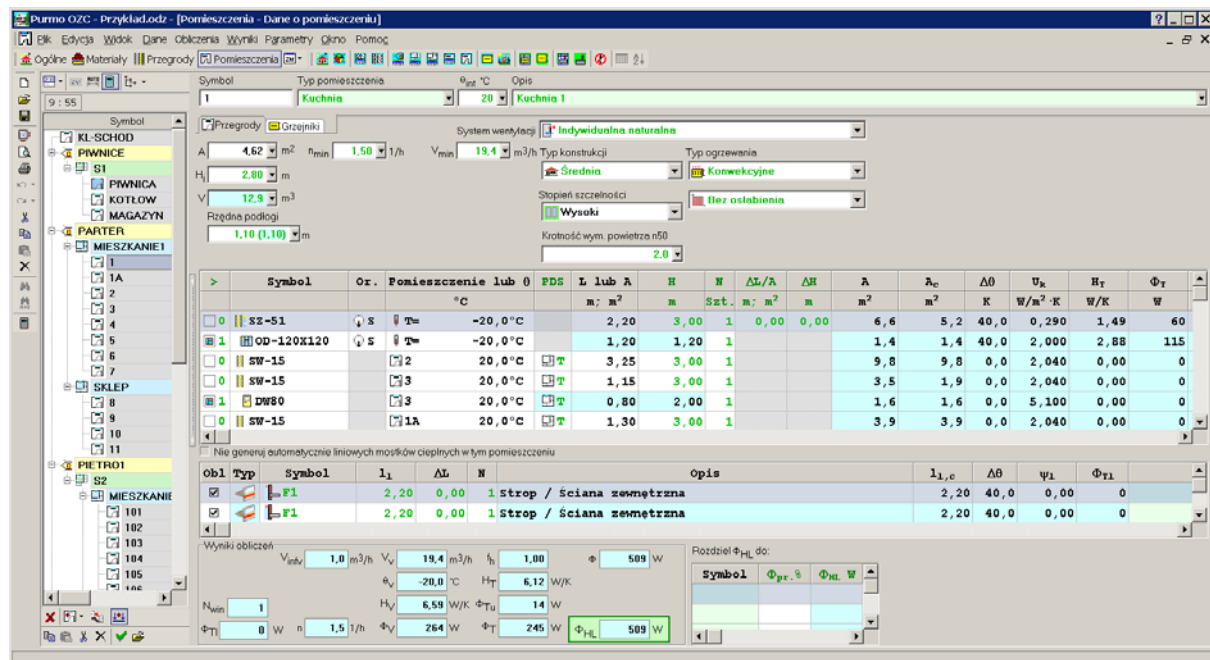 Purmo OZC - Przykład.odz - [Pomieszczenia - Dane o pomieszczeniu]
Plik Edycja Widok Dane Obliczenia Wyniki Parametry Okno Pomoc
Ogólne Materiały Przegrody Pomieszczenia
Symbol Typ pomieszczenia θint °C Opis
1 Kuchnia 20 Kuchnia 1
9 : 55
Symbol
KL-SCHOD
PIWNICE
S1
PIWNICA
KOTŁOW
MAGAZYN
PARTER
MIESZKANIE1
1
1A
2
3
4
5
6
7
SKLEP
8
9
10
11
PIETRO1
S2
MIESZKANIE
101
102
103
104
105
106
Przegrody Grzejniki
System wentylacji Indywidualna naturalna
A 4,62 m² nmin 1,50 1/h Vmin 19,4 m³/h
Typ konstrukcji Typ ogrzewania
Hi 2,80 m Średnia Konwekcyjne
V 12,9 m³
Stopień szczelności Bez osłabienia
Wysoki
Rzędna podłogi
1,10 (1,10) m
Krotność wym. powietrza n50
2,0
> Symbol Or. Pomieszczenie lub θ PDS L lub A H N ΔL/A ΔH A Ac Δθ Uk HT ΦT
°C m; m² m Szt. m; m² m m² m² K W/m²·K W/K W
0 SZ-51 S T= -20,0°C 2,20 3,00 1 0,00 0,00 6,6 5,2 40,0 0,290 1,49 60
1 OD-120X120 S T= -20,0°C 1,20 1,20 1 1,4 1,4 40,0 2,000 2,88 115
0 SW-15 2 20,0°C T 3,25 3,00 1 9,8 9,8 0,0 2,040 0,00 0
0 SW-15 3 20,0°C T 1,15 3,00 1 3,5 1,9 0,0 2,040 0,00 0
1 DW80 3 20,0°C T 0,80 2,00 1 1,6 1,6 0,0 5,100 0,00 0
0 SW-15 1A 20,0°C T 1,30 3,00 1 3,9 3,9 0,0 2,040 0,00 0
Nie generuj automatycznie liniowych mostków cieplnych w tym pomieszczeniu
Obl Typ Symbol l₁ ΔL N Opis l₁,c Δθ ψ₁ ΦT1
F1 2,20 0,00 1 Strop / Ściana zewnętrzna 2,20 40,0 0,00 0
F1 2,20 0,00 1 Strop / Ściana zewnętrzna 2,20 40,0 0,00 0
Wyniki obliczeń
Vinfv 1,0 m3/h Vv 19,4 m3/h fh 1,00 Φ 509 W
θv -20,0 °C HT 6,12 W/K
Nwin 1 HV 6,59 W/K ΦTu 14 W
ΦTl 0 W n 1,5 1/h ΦV 264 W ΦT 245 W ΦHL 509 W
Rozdziel ΦHL do:
Symbol Φpr.% ΦHL W